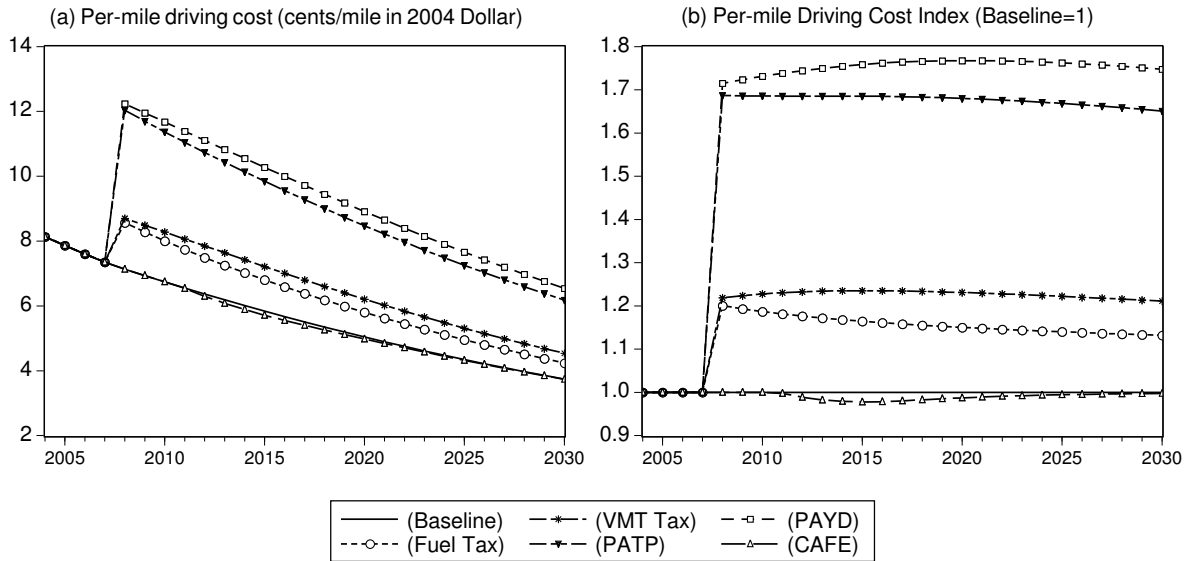 (a) Per-mile driving cost (cents/mile in 2004 Dollar)
14
12
10
8
6
4
2
2005 2010 2015 2020 2025 2030
(b) Per-mile Driving Cost Index (Baseline=1)
1.8
1.7
1.6
1.5
1.4
1.3
1.2
1.1
1.0
0.9
2005 2010 2015 2020 2025 2030
(Baseline) (VMT Tax) (PAYD)
(Fuel Tax) (PATP) (CAFE)